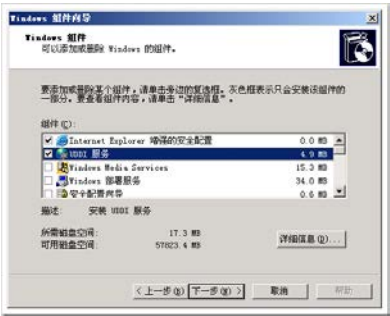 Windows 组件向导
Windows 组件
可以添加或删除 Windows 的组件。
要添加或删除某个组件，请单击旁边的复选框。灰色框表示只会安装该组件的
一部分。要查看组件内容，请单击“详细信息”。
组件(C):
Internet Explorer 增强的安全配置 0.0 MB
UDDI 服务 4.9 MB
Windows Media Services 15.3 MB
Windows 部署服务 34.0 MB
安全配置向导 0.6 MB
描述: 安装 UDDI 服务
所需磁盘空间: 17.3 MB
可用磁盘空间: 57823.4 MB
详细信息(D)...
<上一步(B) 下一步(N)> 取消 帮助